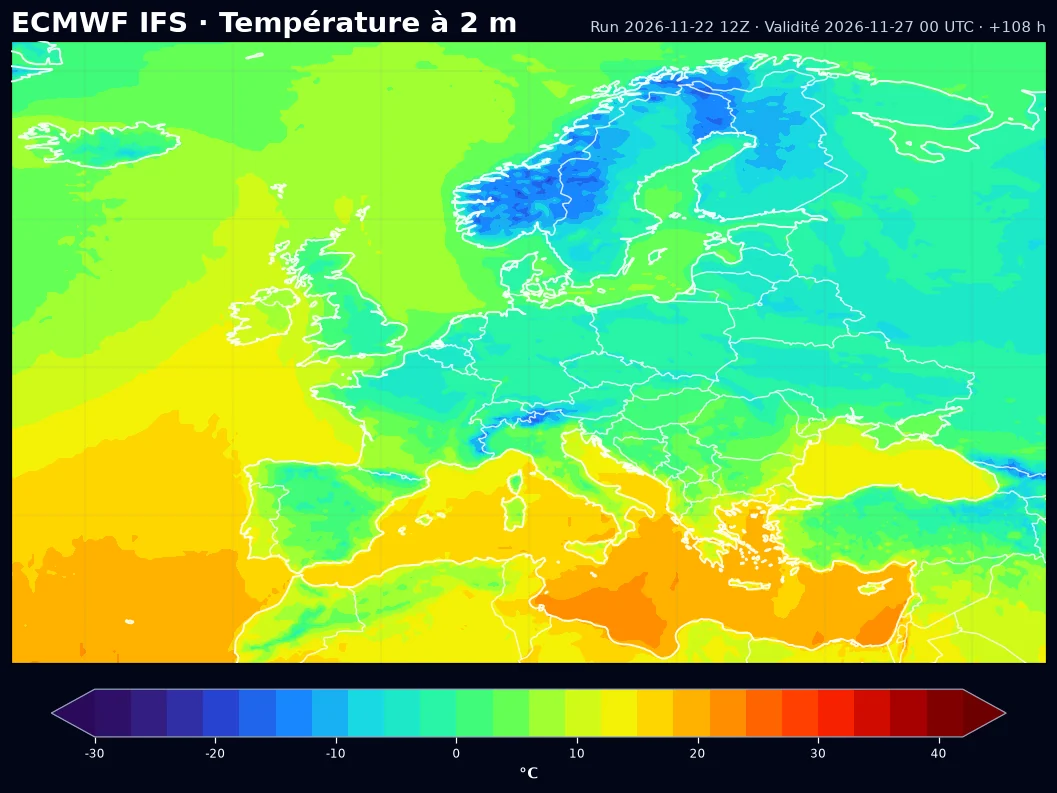 ECMWF IFS · Température à 2 m
Run 2026-11-22 12Z · Validité 2026-11-27 00 UTC · +108 h
-30 -20 -10 0 10 20 30 40
°C